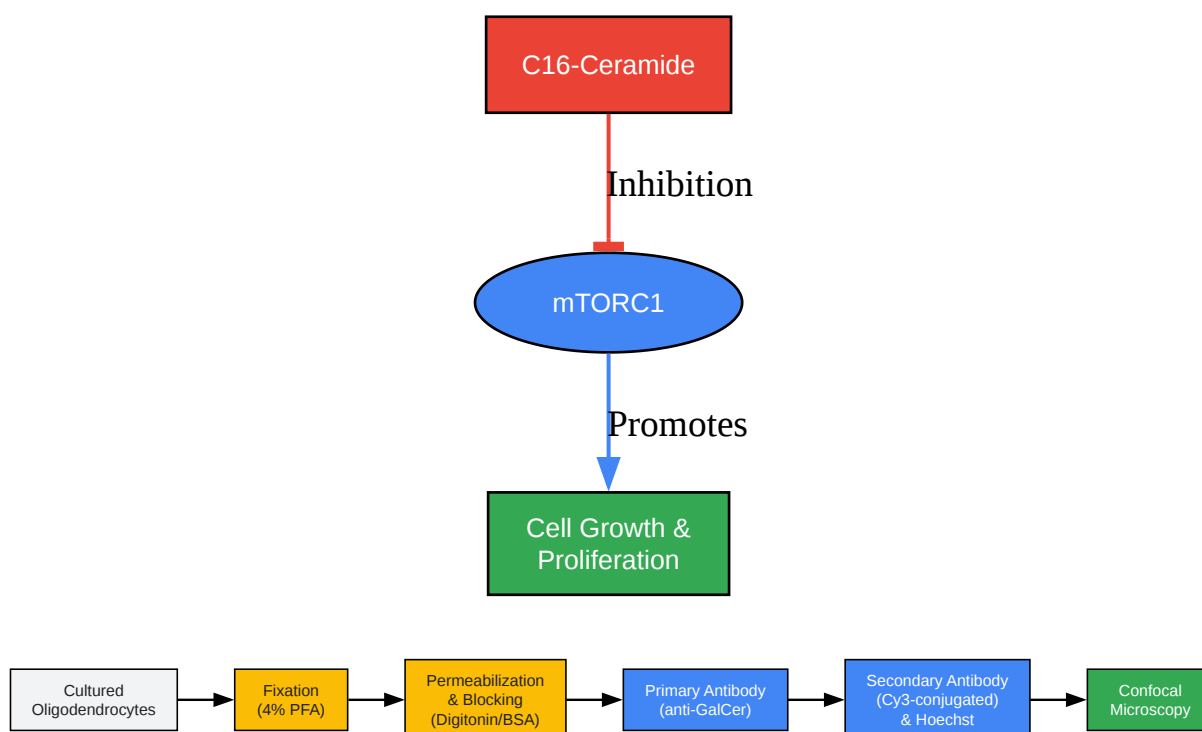 C16-Ceramide
Inhibition
mTORC1
Promotes
Cell Growth &
Proliferation
Cultured
Oligodendrocytes
Fixation
(4% PFA)
Permeabilization
& Blocking
(Digitonin/BSA)
Primary Antibody
(anti-GalCer)
Secondary Antibody
(Cy3-conjugated)
& Hoechst
Confocal
Microscopy